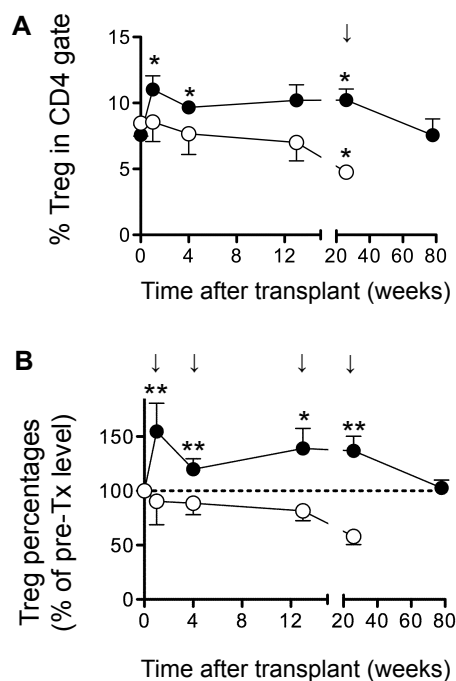 A
↓
% Treg in CD4 gate
15
10
5
0
* * * *
0 4 8 12 20 40 60 80
Time after transplant (weeks)
B
↓ ↓ ↓ ↓
Treg percentages
(% of pre-Tx level)
** ** * **
150
100
50
0
0 4 8 12 20 40 60 80
Time after transplant (weeks)